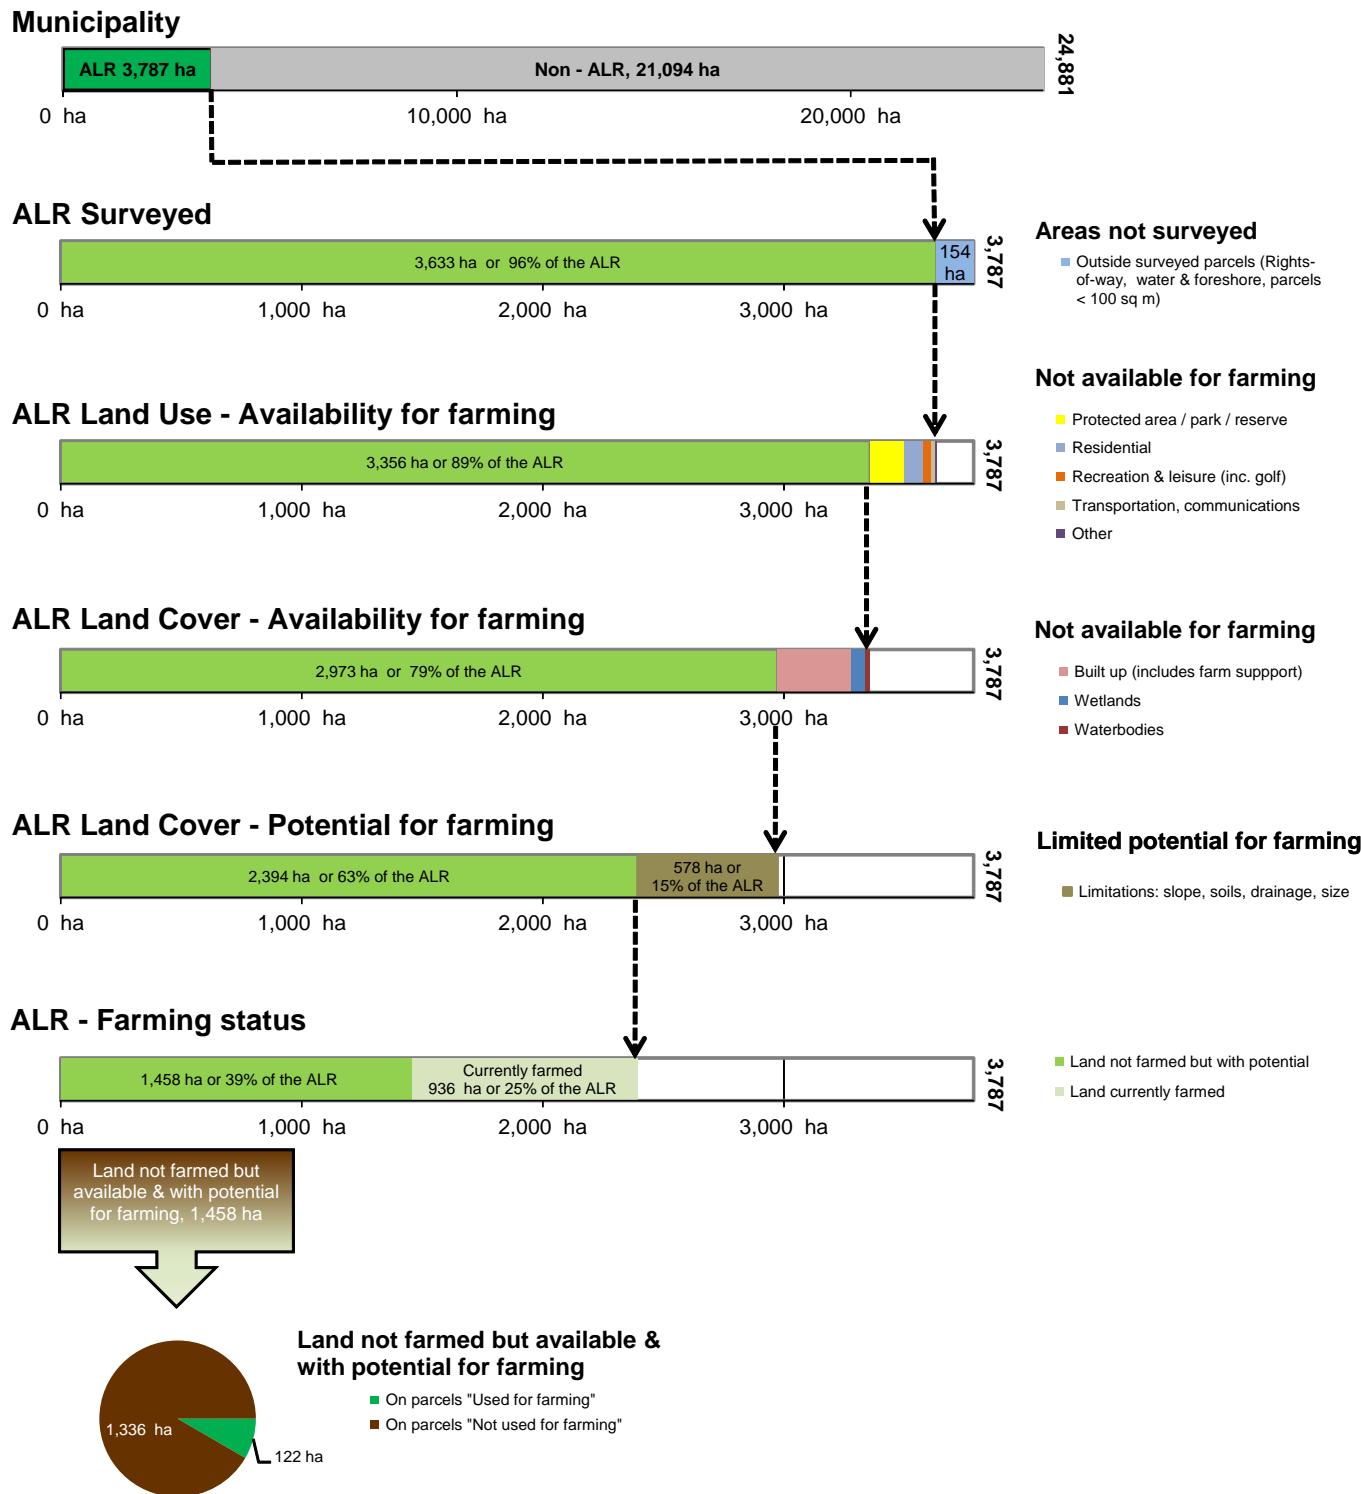 Municipality
ALR 3,787 ha
Non - ALR, 21,094 ha
24,881
0 ha
10,000 ha
20,000 ha
ALR Surveyed
3,633 ha or 96% of the ALR
154
ha
3,787
0 ha
1,000 ha
2,000 ha
3,000 ha
Areas not surveyed
Outside surveyed parcels (Rights-
of-way, water & foreshore, parcels
< 100 sq m)
ALR Land Use - Availability for farming
3,356 ha or 89% of the ALR
3,787
0 ha
1,000 ha
2,000 ha
3,000 ha
Not available for farming
Protected area / park / reserve
Residential
Recreation & leisure (inc. golf)
Transportation, communications
Other
ALR Land Cover - Availability for farming
2,973 ha or 79% of the ALR
3,787
0 ha
1,000 ha
2,000 ha
3,000 ha
Not available for farming
Built up (includes farm suppport)
Wetlands
Waterbodies
ALR Land Cover - Potential for farming
2,394 ha or 63% of the ALR
578 ha or
15% of the ALR
3,787
0 ha
1,000 ha
2,000 ha
3,000 ha
Limited potential for farming
Limitations: slope, soils, drainage, size
ALR - Farming status
1,458 ha or 39% of the ALR
Currently farmed
936 ha or 25% of the ALR
3,787
0 ha
1,000 ha
2,000 ha
3,000 ha
Land not farmed but with potential
Land currently farmed
Land not farmed but
available & with potential
for farming, 1,458 ha
Land not farmed but available &
with potential for farming
On parcels "Used for farming"
On parcels "Not used for farming"
1,336 ha
122 ha